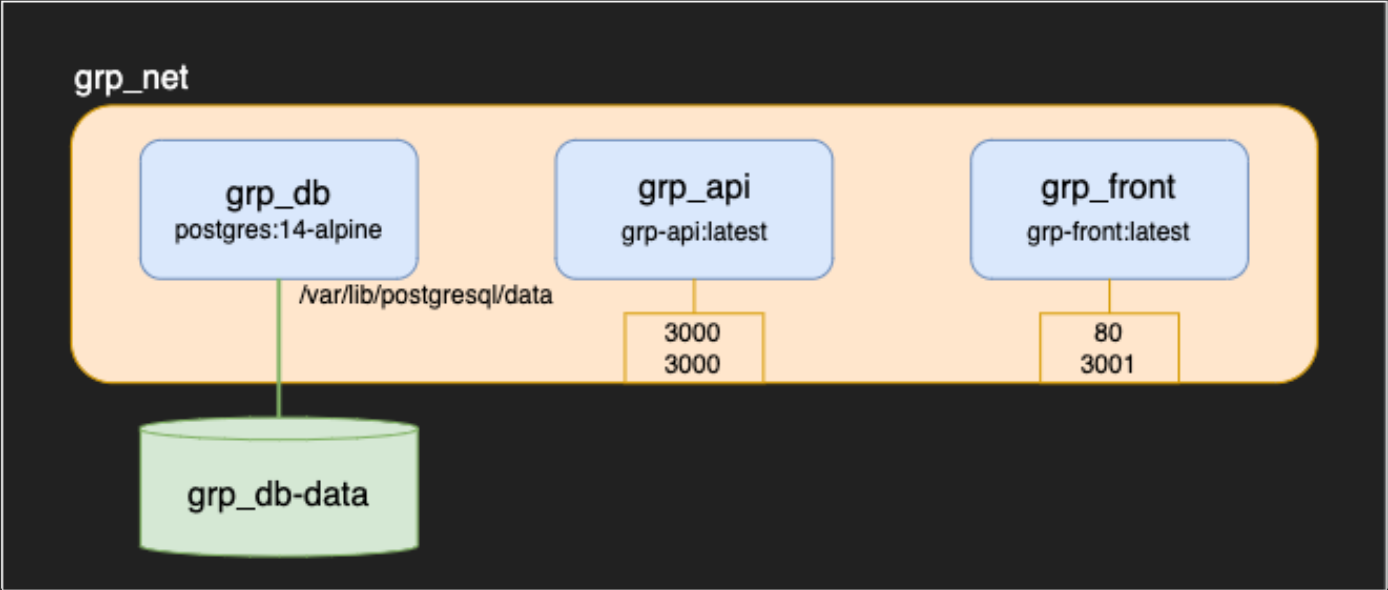 grp_net
grp_db
postgres:14-alpine
/var/lib/postgresql/data
grp_api
grp-api:latest
3000
3000
grp_front
grp-front:latest
80
3001
grp_db-data